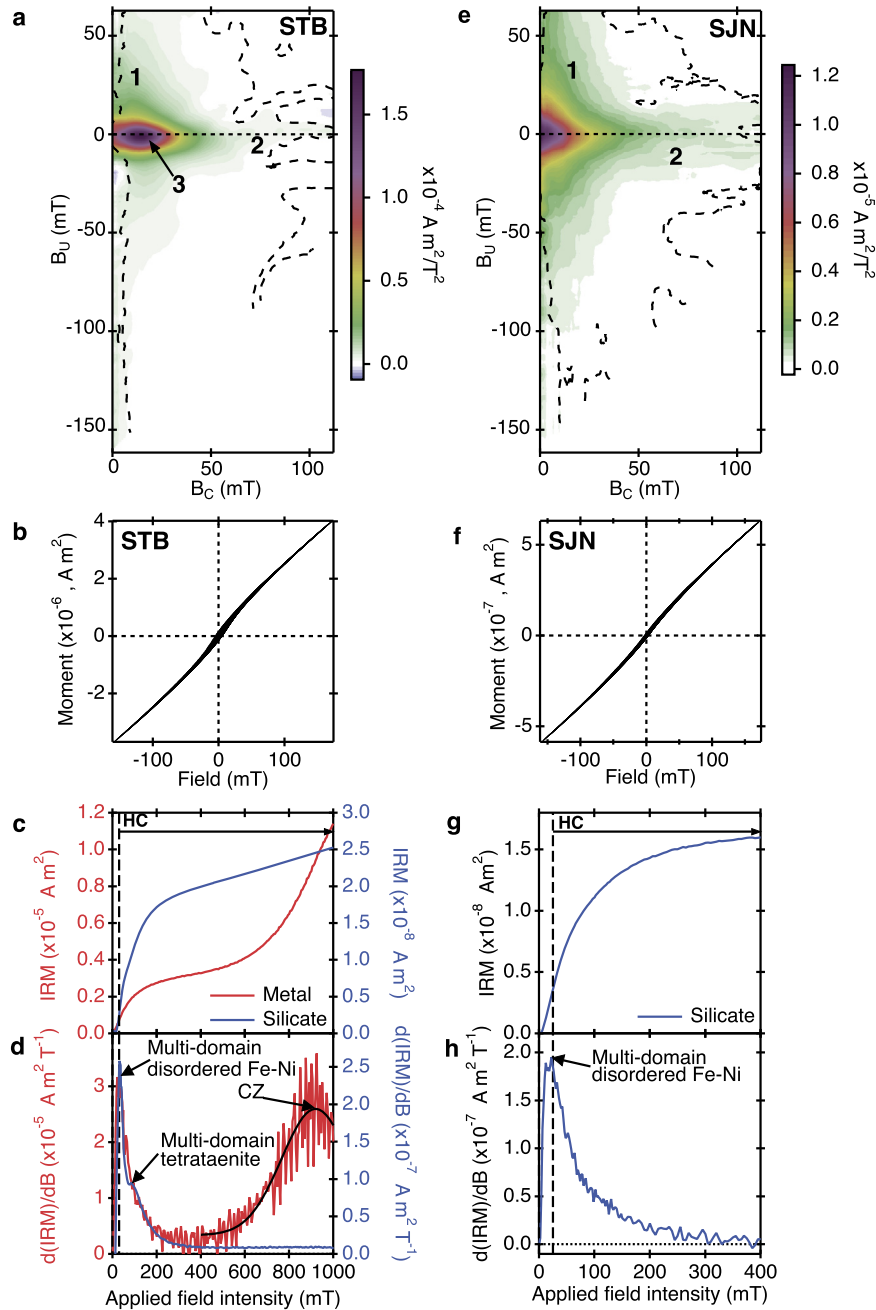 a
STB
50
0
-50
-100
-150
B_U (mT)
1
2
3
0
50
100
B_C (mT)
1.5
1.0
0.5
0.0
x10^-4 A m^2/T^2
e
SJN
50
0
-50
-100
-150
B_U (mT)
1
2
0
50
100
B_C (mT)
1.2
1.0
0.8
0.6
0.4
0.2
0.0
x10^-5 A m^2/T^2
b
STB
4
2
0
-2
Moment (x10^-6 , A m^2)
-100
0
100
Field (mT)
f
SJN
5
0
-5
Moment (x10^-7 , A m^2)
-100
0
100
Field (mT)
c
HC
1.2
1.0
0.8
0.6
0.4
0.2
0.0
IRM (x10^-5 A m^2)
3.0
2.5
2.0
1.5
1.0
0.5
0.0
IRM (x10^-8 A m^2)
Metal
Silicate
g
HC
1.5
1.0
0.5
0.0
IRM (x10^-8 Am^2)
Silicate
d
Multi-domain
disordered Fe-Ni
CZ
Multi-domain
tetrataenite
3
2
1
0
d(IRM)/dB (x10^-5 A m^2 T^-1)
2.5
2.0
1.5
1.0
0.5
0.0
d(IRM)/dB (x10^-7 A m^2 T^-1)
0
200
400
600
800
1000
Applied field intensity (mT)
h
Multi-domain
disordered Fe-Ni
2.0
1.5
1.0
0.5
0.0
d(IRM)/dB (x10^-7 A m^2 T^-1)
0
100
200
300
400
Applied field intensity (mT)